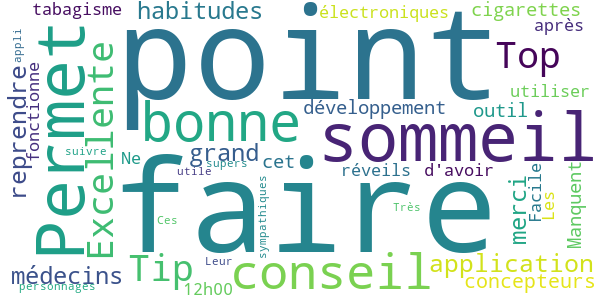 tabagisme
habitudes
point
électroniques
cigarettes
après
appli
Permet
Excellente
Top
reprendre
fonctionne
utiliser
bonne
développement
outil
sommeil
suivre
Ne
grand
cet
supers
utile
réveils
d'avoir
faire
sympathiques
merci
Facile
Les
Manquent
Très
Ces
médecins
Tip
Leur
conseil
application
personnages
12h00
concepteurs